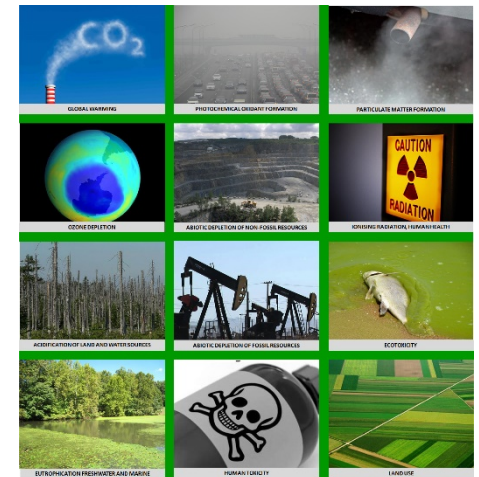 CO2
GLOBAL WARMING
PHOTOCHEMICAL OXIDANT FORMATION
PARTICULATE MATTER FORMATION
OZONE DEPLETION
ABIOTIC DEPLETION OF NON-FOSSIL RESOURCES
CAUTION
RADIATION
IONISING RADIATION, HUMAN HEALTH
ACIDIFICATION OF LAND AND WATER SOURCES
ABIOTIC DEPLETION OF FOSSIL RESOURCES
ECOTOXICITY
EUTROPHICATION FRESHWATER AND MARINE
HUMAN TOXICITY
LAND USE